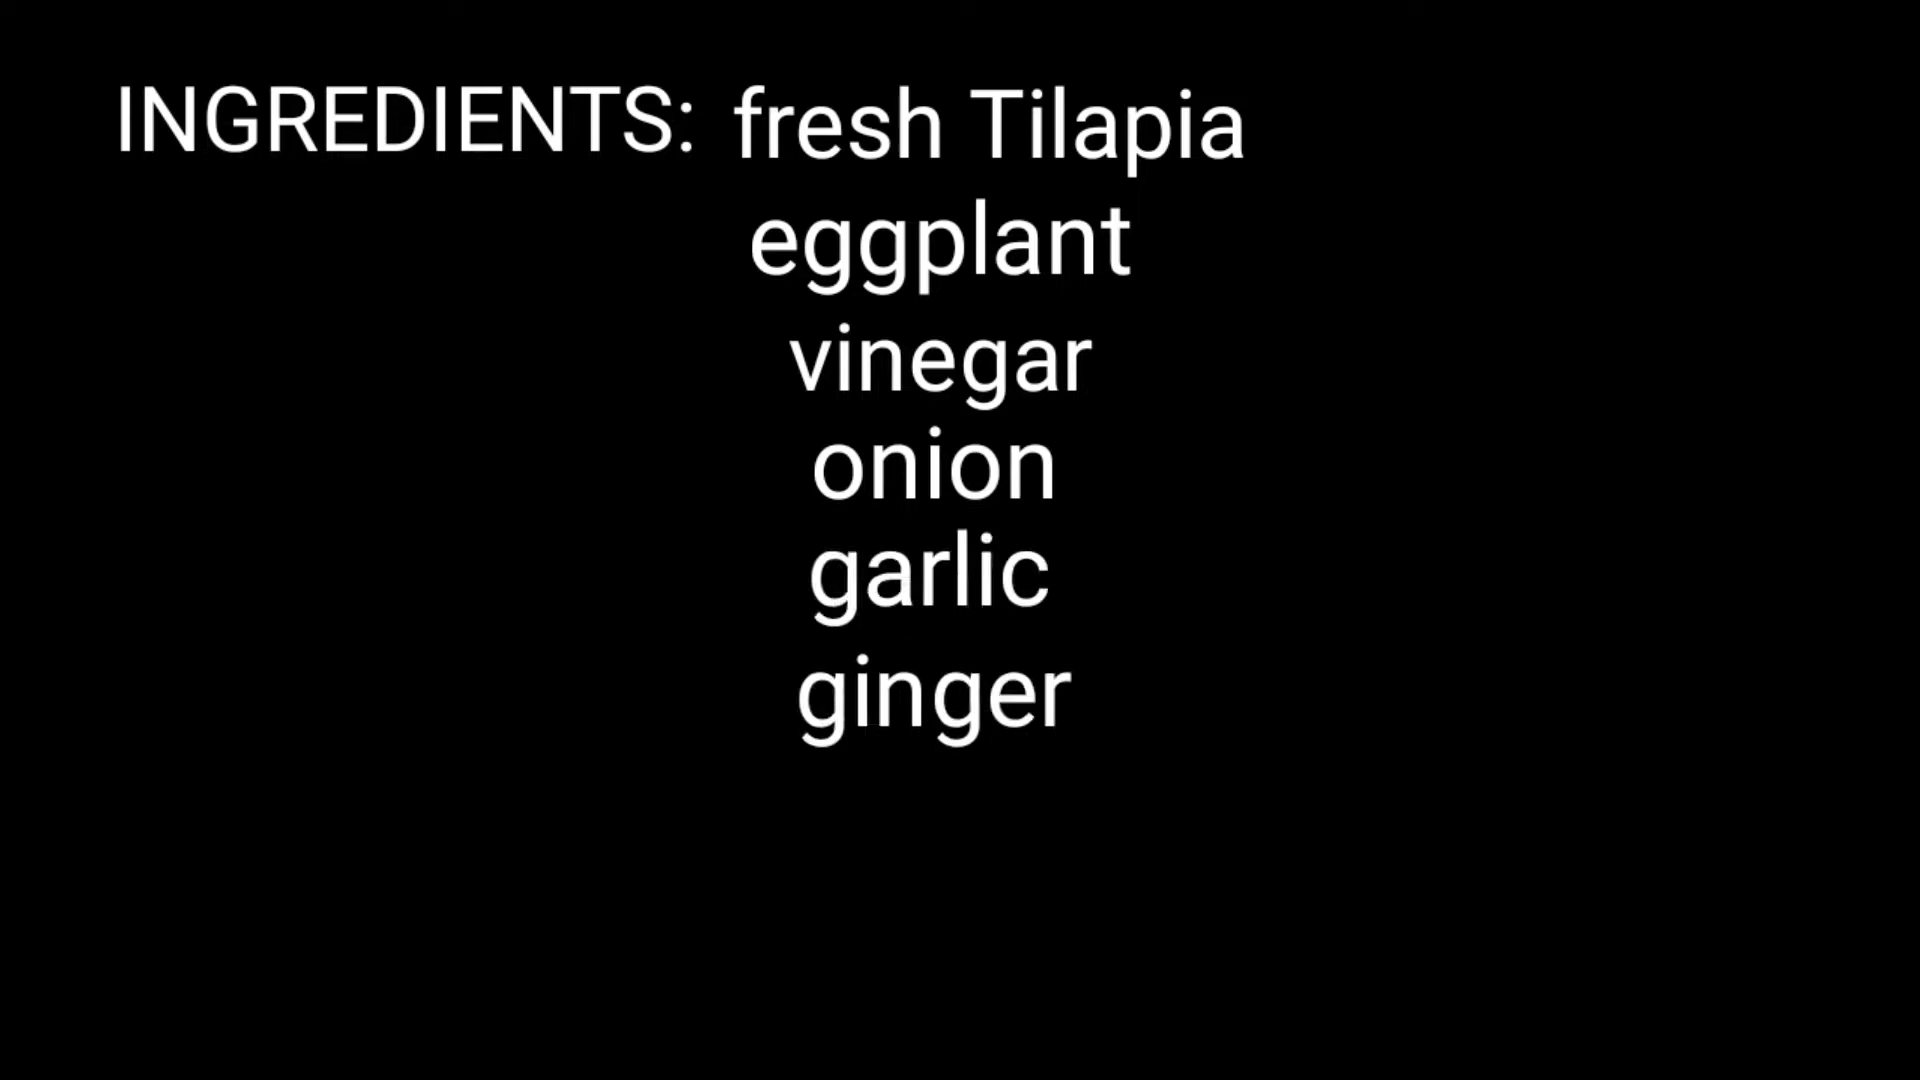 INGREDIENTS: fresh Tilapia
eggplant
vinegar
onion
garlic
ginger